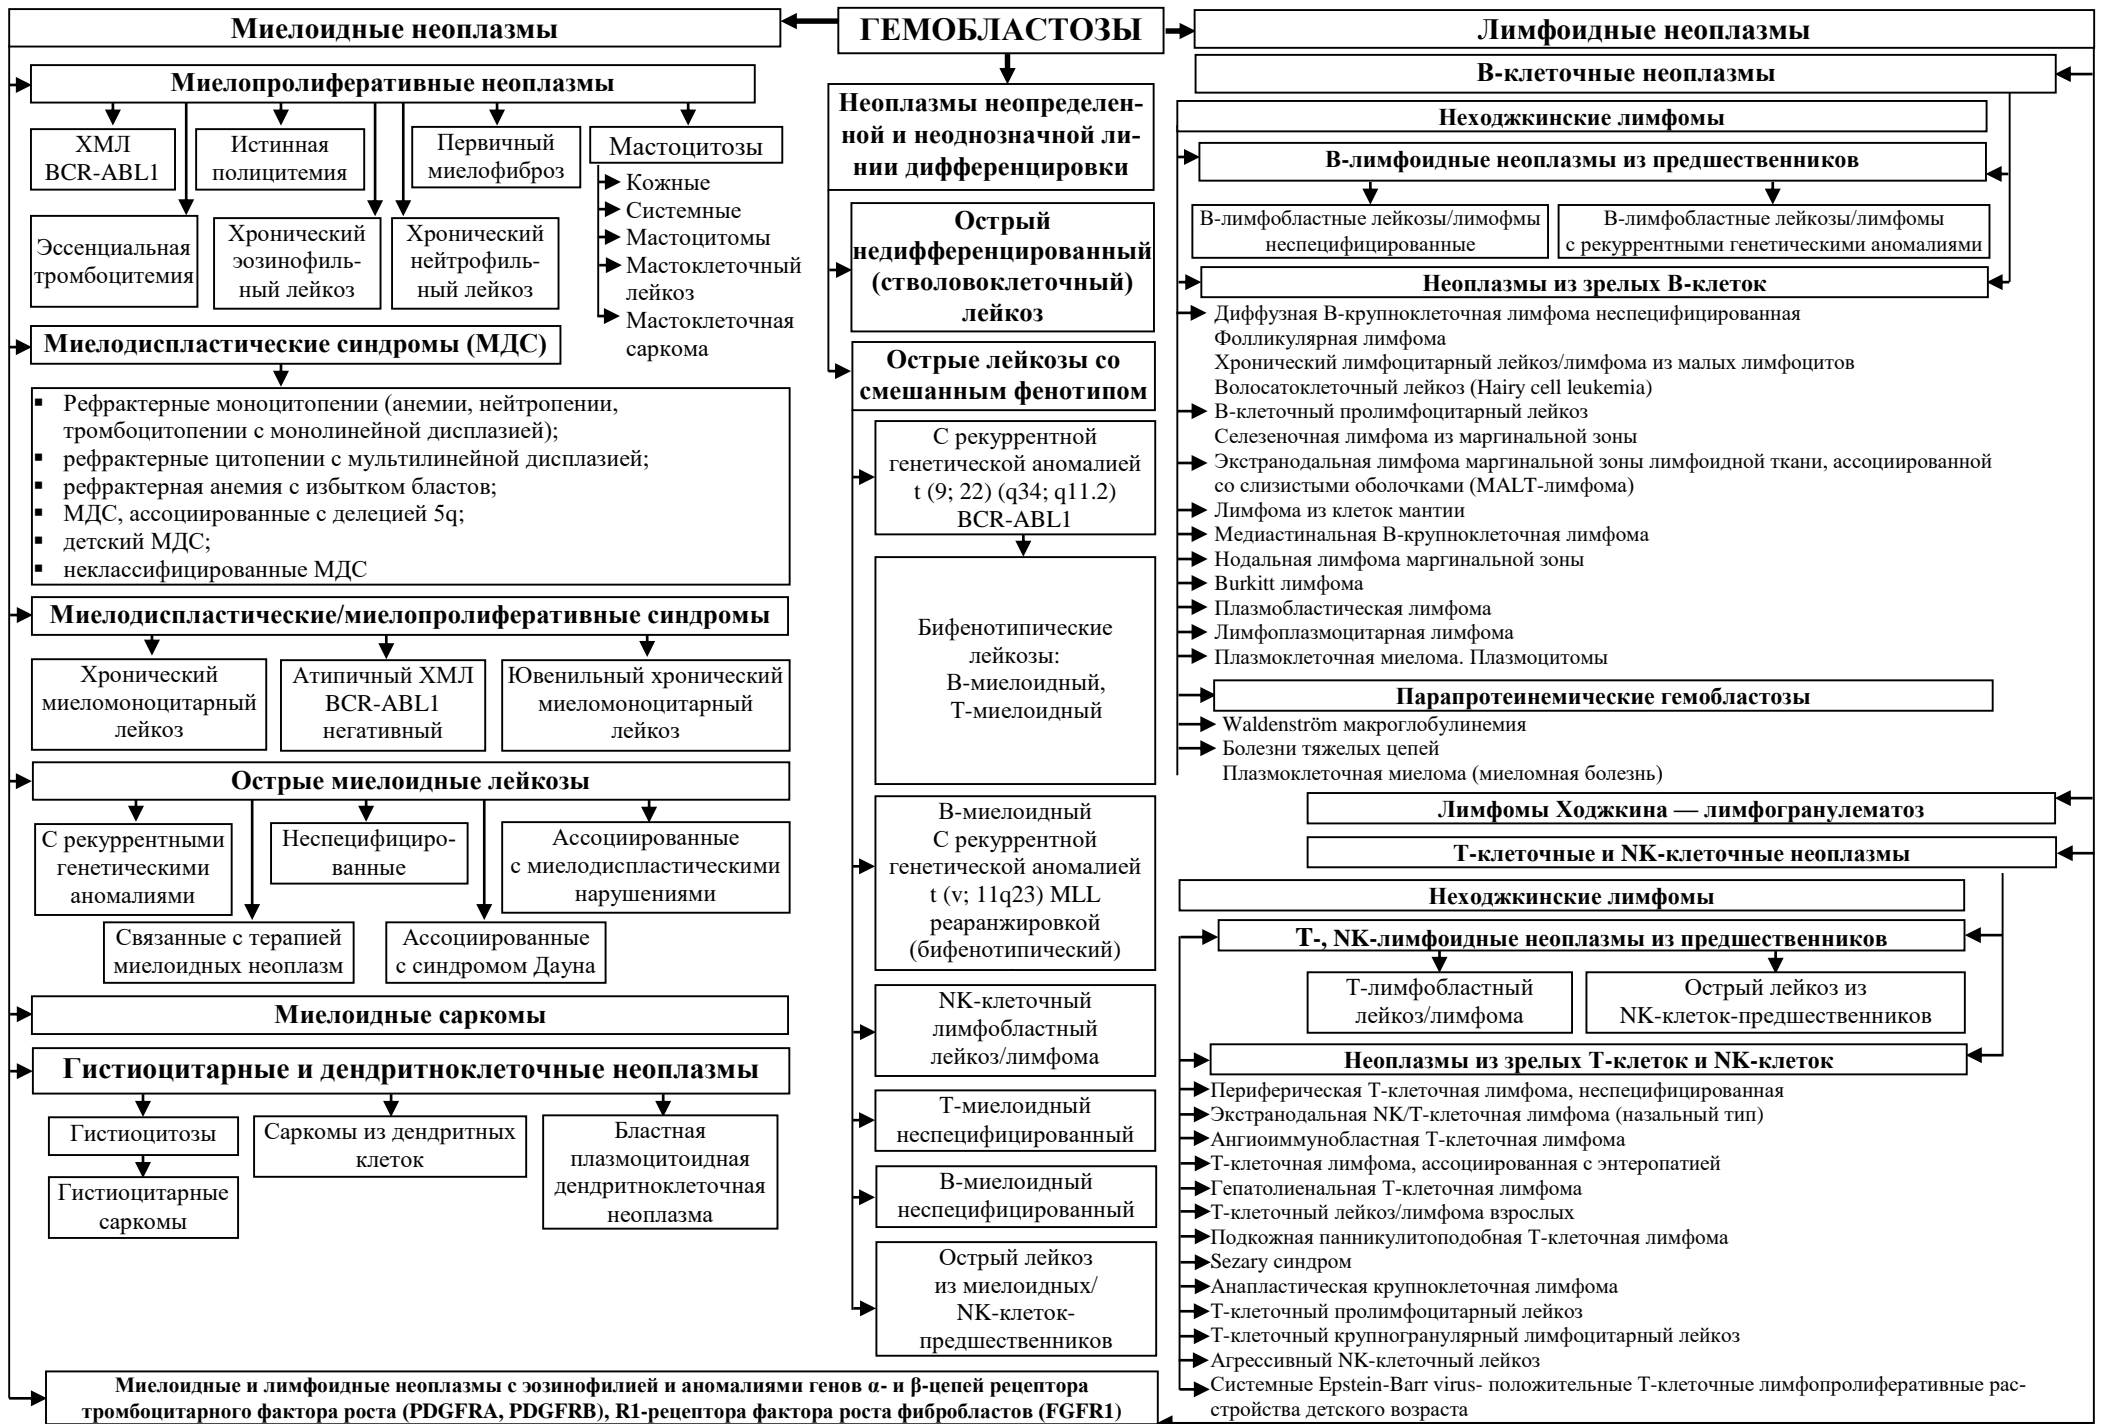 Миелоидные неоплазмы
Миелопролиферативные неоплазмы
ХМЛ
BCR-ABL1
Истинная
полицитемия
Первичный
миелофиброз
Мастоцитозы
Кожные
Системные
Мастоцитомы
Мастоклеточный
лейкоз
Мастоклеточная
саркома
Эссенциальная
тромбоцитемия
Хронический
эозинофиль-
ный лейкоз
Хронический
нейтрофиль-
ный лейкоз
Миелодиспластические синдромы (МДС)
▪ Рефрактерные моноцитопении (анемии, нейтропении,
тромбоцитопении с монолинейной дисплазией);
▪ рефрактерные цитопении с мультилинейной дисплазией;
▪ рефрактерная анемия с избытком бластов;
▪ МДС, ассоциированные с делецией 5q;
▪ детский МДС;
▪ неклассифицированные МДС
Миелодиспластические/миелопролиферативные синдромы
Хронический
миеломоноцитарный
лейкоз
Атипичный ХМЛ
BCR-ABL1
негативный
Ювенильный хронический
миеломоноцитарный
лейкоз
Острые миелоидные лейкозы
С рекуррентными
генетическими
аномалиями
Неспецифициро-
ванные
Ассоциированные
с миелодиспластическими
нарушениями
Связанные с терапией
миелоидных неоплазм
Ассоциированные
с синдромом Дауна
Миелоидные саркомы
Гистиоцитарные и дендритноклеточные неоплазмы
Гистиоцитозы
Гистиоцитарные
саркомы
Саркомы из дендритных
клеток
Бластная
плазмоцитоидная
дендритноклеточная
неоплазма
Миелоидные и лимфоидные неоплазмы с эозинофилией и аномалиями генов α- и β-цепей рецептора
тромбоцитарного фактора роста (PDGFRA, PDGFRB), R1-рецептора фактора роста фибробластов (FGFR1)
ГЕМОБЛАСТОЗЫ
Неоплазмы неопределен-
ной и неоднозначной ли-
нии дифференцировки
Острый
недифференцированный
(стволовоклеточный)
лейкоз
Острые лейкозы со
смешанным фенотипом
С рекуррентной
генетической аномалией
t (9; 22) (q34; q11.2)
BCR-ABL1
Бифенотипические
лейкозы:
В-миелоидный,
Т-миелоидный
В-миелоидный
С рекуррентной
генетической аномалией
t (v; 11q23) MLL
реаранжировкой
(бифенотипический)
NK-клеточный
лимфобластный
лейкоз/лимфома
Т-миелоидный
неспецифицированный
В-миелоидный
неспецифицированный
Острый лейкоз
из миелоидных/
NK-клеток-
предшественников
Лимфоидные неоплазмы
В-клеточные неоплазмы
Неходжкинские лимфомы
В-лимфоидные неоплазмы из предшественников
В-лимфобластные лейкозы/лимофмы
неспецифицированные
В-лимфобластные лейкозы/лимфомы
с рекуррентными генетическими аномалиями
Неоплазмы из зрелых В-клеток
Диффузная В-крупноклеточная лимфома неспецифицированная
Фолликулярная лимфома
Хронический лимфоцитарный лейкоз/лимфома из малых лимфоцитов
Волосатоклеточный лейкоз (Hairy cell leukemia)
В-клеточный пролимфоцитарный лейкоз
Селезеночная лимфома из маргинальной зоны
Экстранодальная лимфома маргинальной зоны лимфоидной ткани, ассоциированной
со слизистыми оболочками (MALT-лимфома)
Лимфома из клеток мантии
Медиастинальная В-крупноклеточная лимфома
Нодальная лимфома маргинальной зоны
Burkitt лимфома
Плазмобластическая лимфома
Лимфоплазмоцитарная лимфома
Плазмоклеточная миелома. Плазмоцитомы
Парапротеинемические гемобластозы
Waldenström макроглобулинемия
Болезни тяжелых цепей
Плазмоклеточная миелома (миеломная болезнь)
Лимфомы Ходжкина — лимфогранулематоз
Т-клеточные и NK-клеточные неоплазмы
Неходжкинские лимфомы
Т-, NK-лимфоидные неоплазмы из предшественников
Т-лимфобластный
лейкоз/лимфома
Острый лейкоз из
NK-клеток-предшественников
Неоплазмы из зрелых Т-клеток и NK-клеток
Периферическая Т-клеточная лимфома, неспецифицированная
Экстранодальная NK/Т-клеточная лимфома (назальный тип)
Ангиоиммунобластная Т-клеточная лимфома
Т-клеточная лимфома, ассоциированная с энтеропатией
Гепатолиенальная Т-клеточная лимфома
Т-клеточный лейкоз/лимфома взрослых
Подкожная панникулитоподобная Т-клеточная лимфома
Sezary синдром
Анапластическая крупноклеточная лимфома
Т-клеточный пролимфоцитарный лейкоз
Т-клеточный крупногранулярный лимфоцитарный лейкоз
Агрессивный NK-клеточный лейкоз
Системные Epstein-Barr virus- положительные Т-клеточные лимфопролиферативные рас-
стройства детского возраста